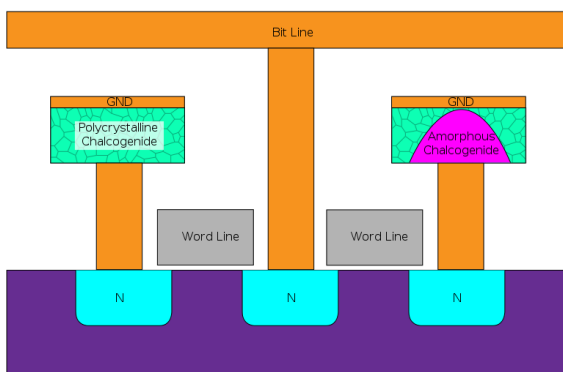 Bit Line
GND
GND
Polycrystalline
Chalcogenide
Amorphous
Chalcogenide
Word Line
Word Line
N
N
N